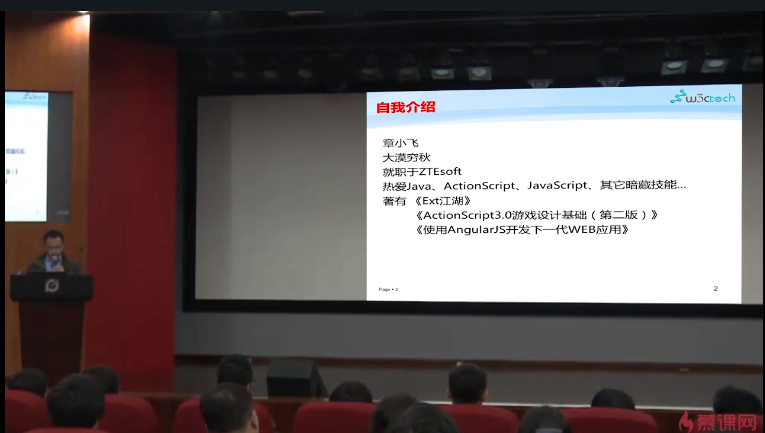 自我介绍
w3ctech
章小飞
大漠穷秋
就职于ZTEsoft
热爱Java、ActionScript、JavaScript、其它暗藏技能...
著有 《Ext江湖》
《ActionScript3.0游戏设计基础（第二版）》
《使用AngularJS开发下一代WEB应用》
Page ▪ 2
2
慕课网